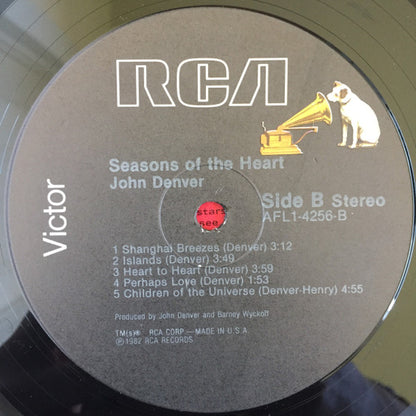 RCA
Victor
Seasons of the Heart
John Denver
Side B Stereo
AFL1-4256-B
stars
see
1 Shanghai Breezes (Denver) 3:12
2 Islands (Denver) 3:49
3 Heart to Heart (Denver) 3:59
4 Perhaps Love (Denver) 1:53
5 Children of the Universe (Denver-Henry) 4:55
Produced by John Denver and Barney Wyckoff
TM(s)® RCA CORP—MADE IN U.S.A.
℗1982 RCA RECORDS